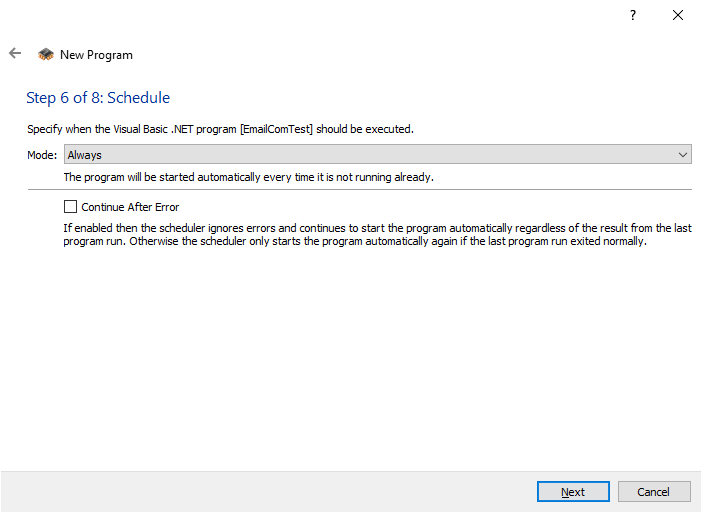 ?
New Program
Step 6 of 8: Schedule
Specify when the Visual Basic .NET program [EmailComTest] should be executed.
Mode: Always
The program will be started automatically every time it is not running already.
Continue After Error
If enabled then the scheduler ignores errors and continues to start the program automatically regardless of the result from the last
program run. Otherwise the scheduler only starts the program automatically again if the last program run exited normally.
Next Cancel